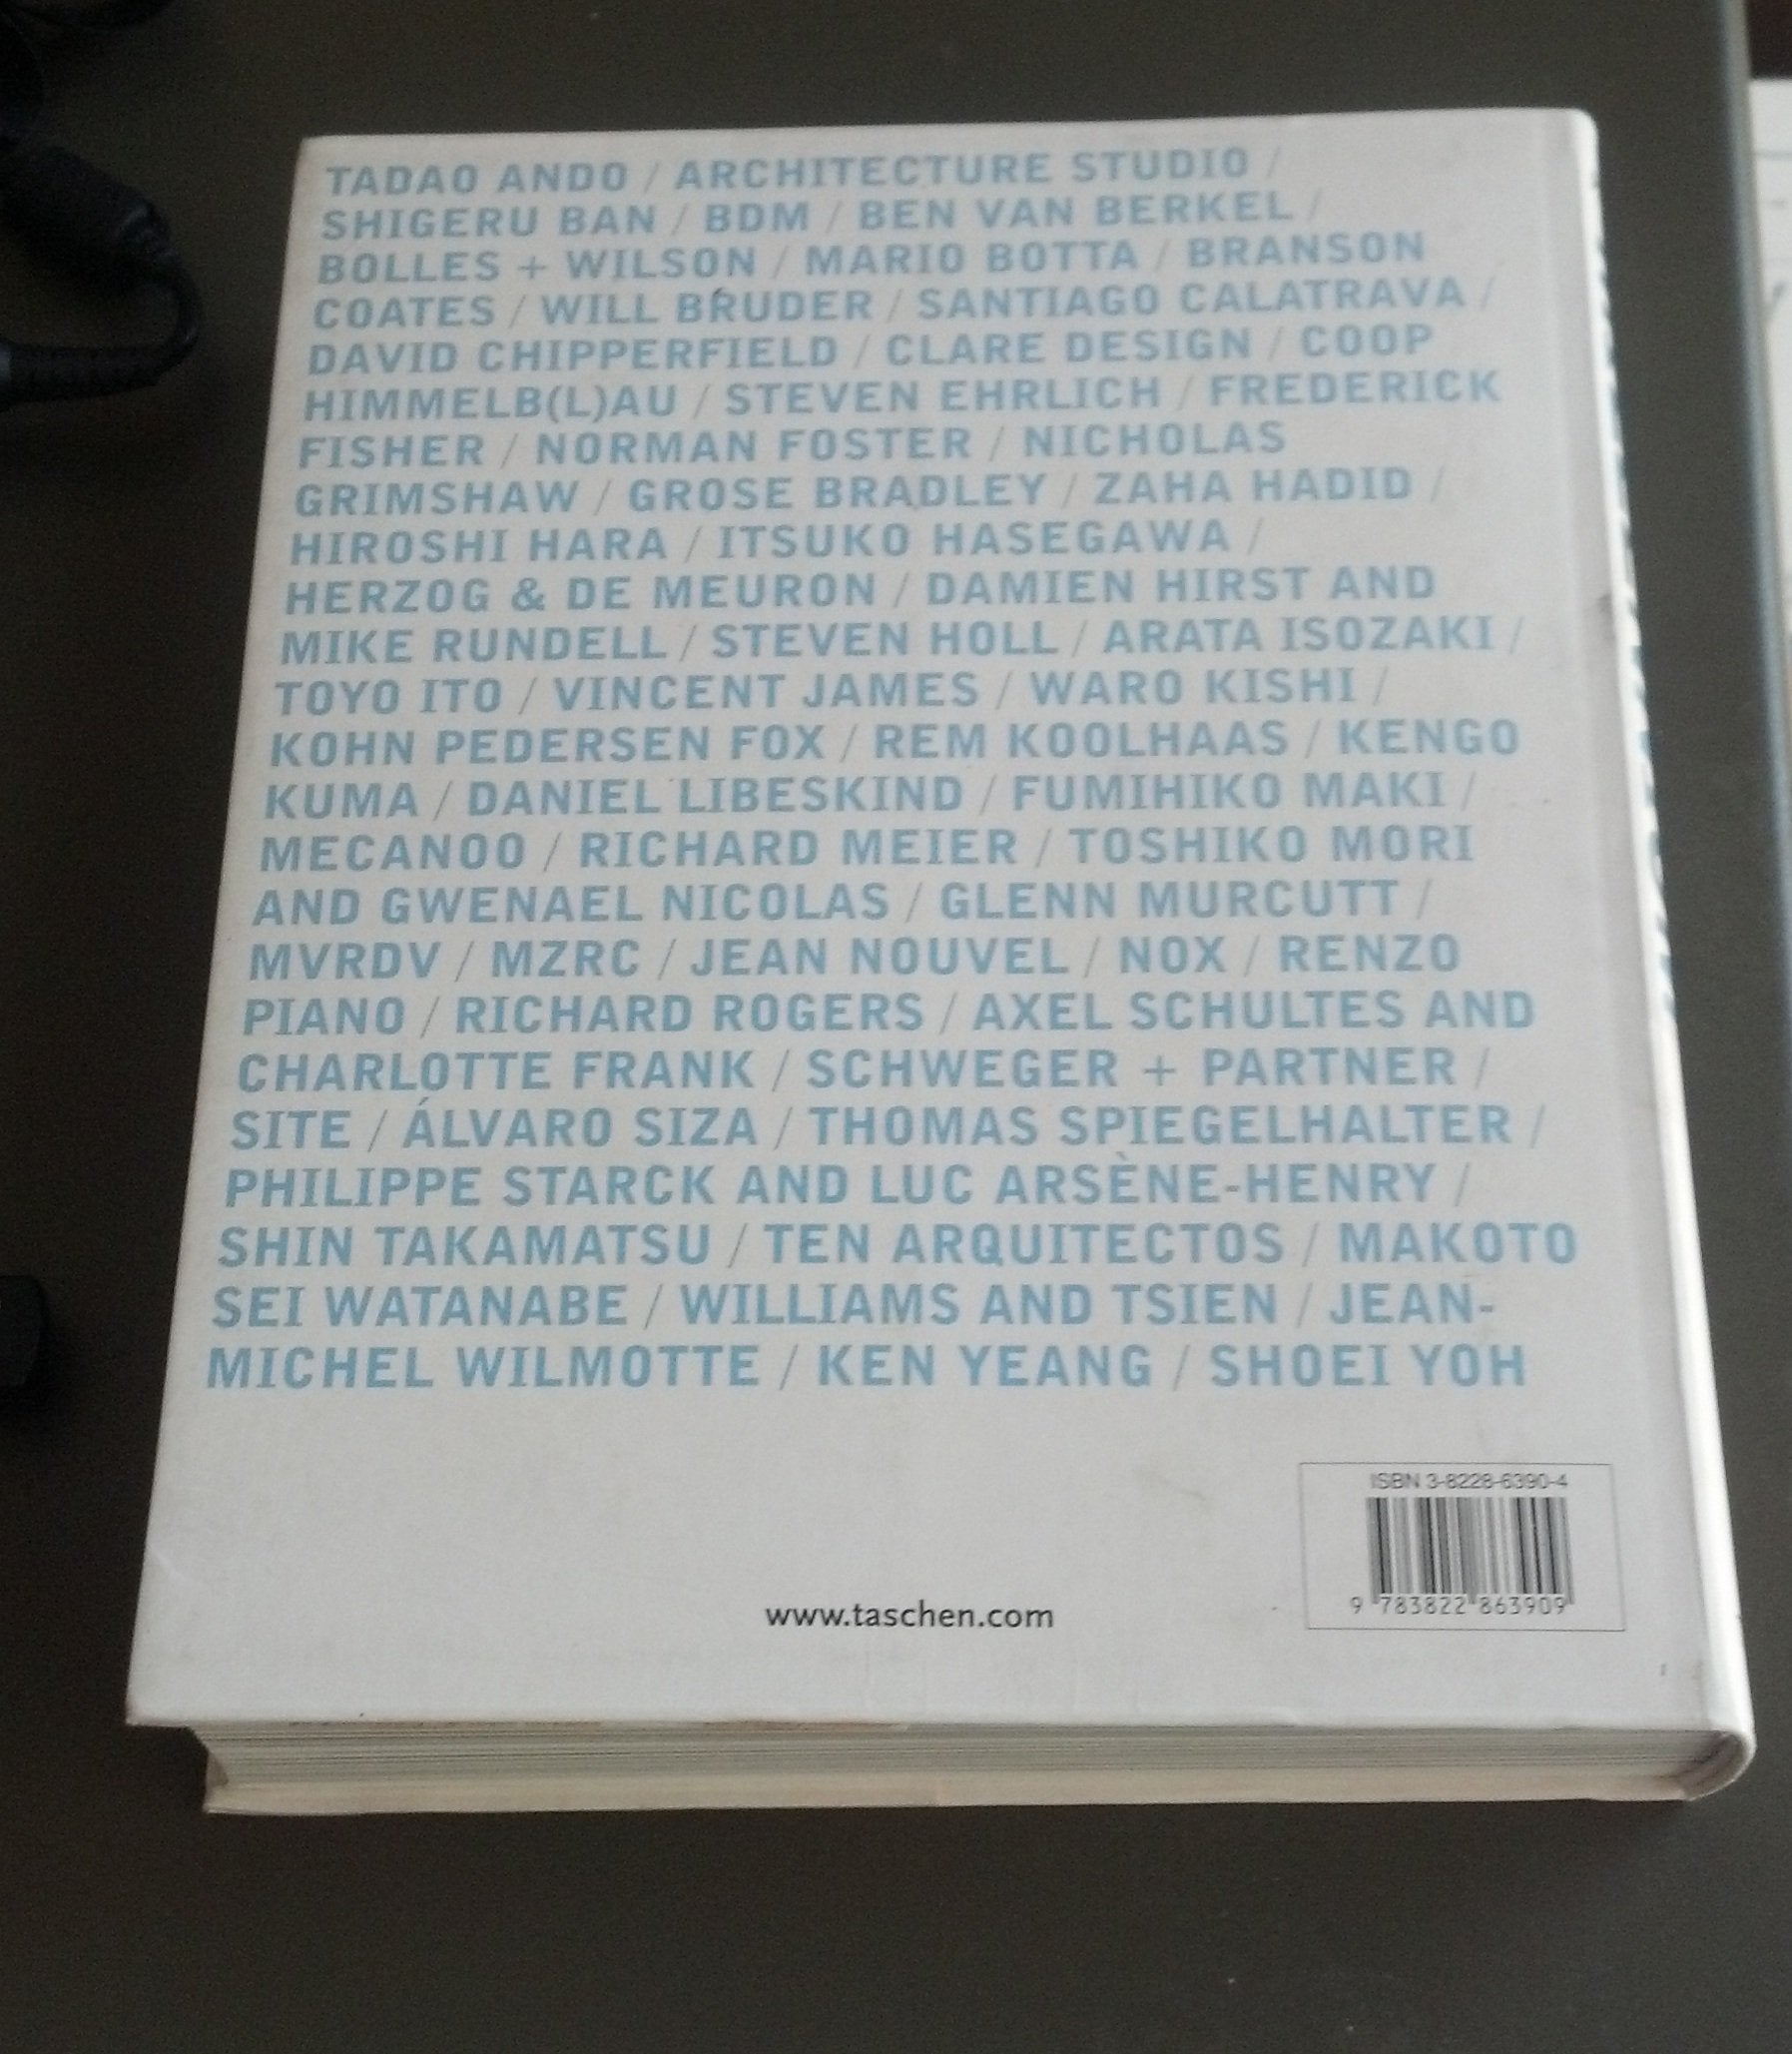 TADAO ANDO / ARCHITECTURE STUDIO /
SHIGERU BAN / BDM / BEN VAN BERKEL /
BOLLES + WILSON / MARIO BOTTA / BRANSON
COATES / WILL BRUDER / SANTIAGO CALATRAVA /
DAVID CHIPPERFIELD / CLARE DESIGN / COOP
HIMMELB(L)AU / STEVEN EHRLICH / FREDERICK
FISHER / NORMAN FOSTER / NICHOLAS
GRIMSHAW / GROSE BRADLEY / ZAHA HADID /
HIROSHI HARA / ITSUKO HASEGAWA /
HERZOG & DE MEURON / DAMIEN HIRST AND
MIKE RUNDELL / STEVEN HOLL / ARATA ISOZAKI /
TOYO ITO / VINCENT JAMES / WARO KISHI /
KOHN PEDERSEN FOX / REM KOOLHAAS / KENGO
KUMA / DANIEL LIBESKIND / FUMIHIKO MAKI /
MECANOO / RICHARD MEIER / TOSHIKO MORI
AND GWENAEL NICOLAS / GLENN MURCUTT /
MVRDV / MZRC / JEAN NOUVEL / NOX / RENZO
PIANO / RICHARD ROGERS / AXEL SCHULTES AND
CHARLOTTE FRANK / SCHWEGER + PARTNER /
SITE / ÁLVARO SIZA / THOMAS SPIEGELHALTER /
PHILIPPE STARCK AND LUC ARSÈNE-HENRY /
SHIN TAKAMATSU / TEN ARQUITECTOS / MAKOTO
SEI WATANABE / WILLIAMS AND TSIEN / JEAN-
MICHEL WILMOTTE / KEN YEANG / SHOEI YOH
ISBN 3-8228-6390-4
9 783822 863909
www.taschen.com